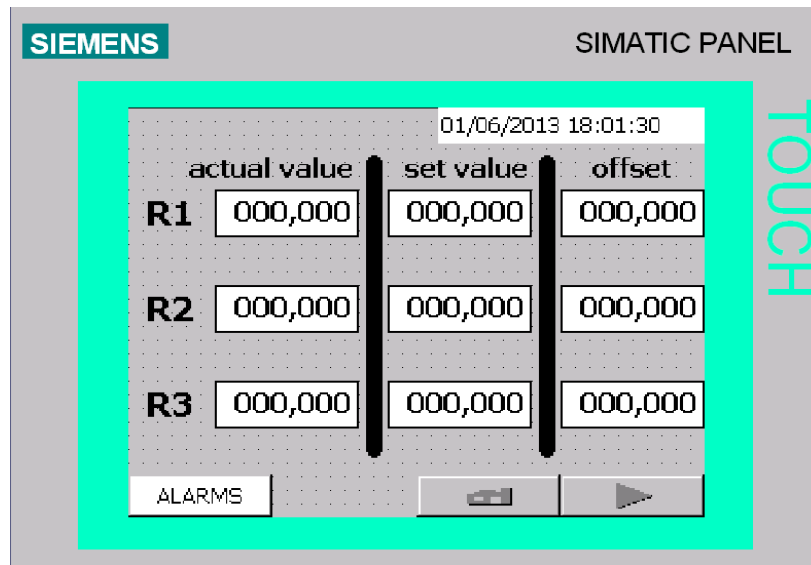 SIEMENS
SIMATIC PANEL
TOUCH
01/06/2013 18:01:30
actual value set value offset
R1 000,000 000,000 000,000
R2 000,000 000,000 000,000
R3 000,000 000,000 000,000
ALARMS